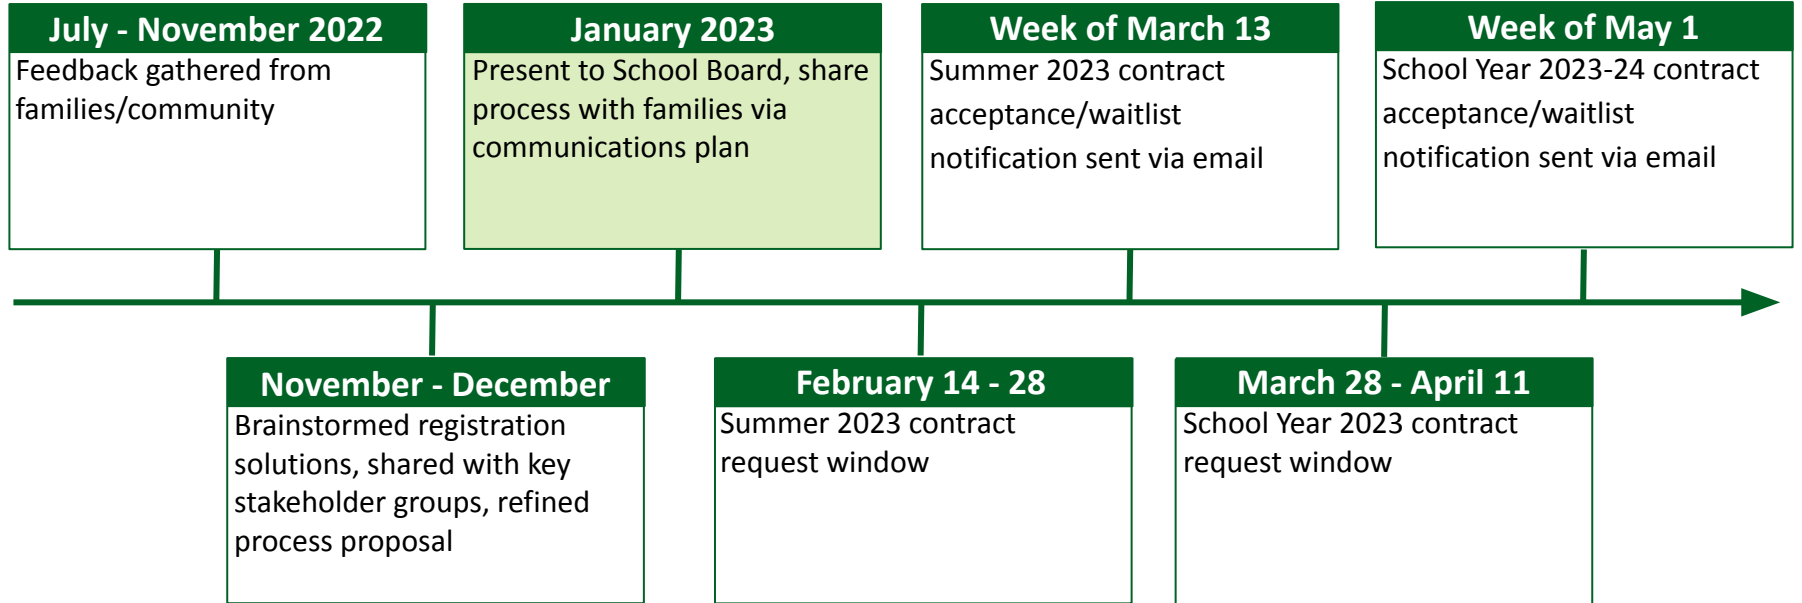 July - November 2022
Feedback gathered from
families/community
January 2023
Present to School Board, share
process with families via
communications plan
Week of March 13
Summer 2023 contract
acceptance/waitlist
notification sent via email
Week of May 1
School Year 2023-24 contract
acceptance/waitlist
notification sent via email
November - December
Brainstormed registration
solutions, shared with key
stakeholder groups, refined
process proposal
February 14 - 28
Summer 2023 contract
request window
March 28 - April 11
School Year 2023 contract
request window